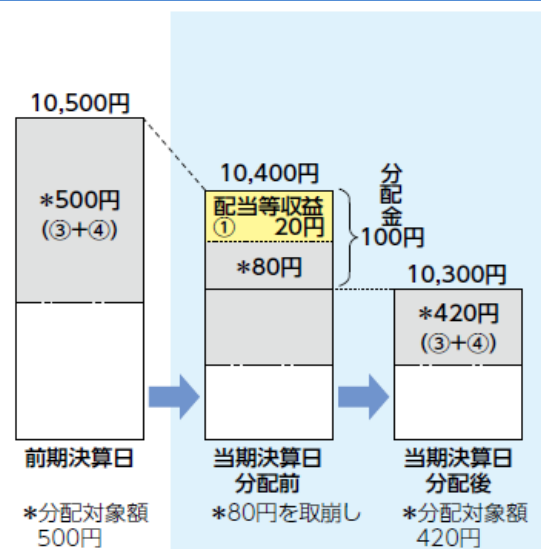 10,500円
*500円
(③+④)
前期決算日
*分配対象額
500円
10,400円
配当等収益
① 20円
*80円
分配金
100円
当期決算日
分配前
*80円を取崩し
10,300円
*420円
(③+④)
当期決算日
分配後
*分配対象額
420円